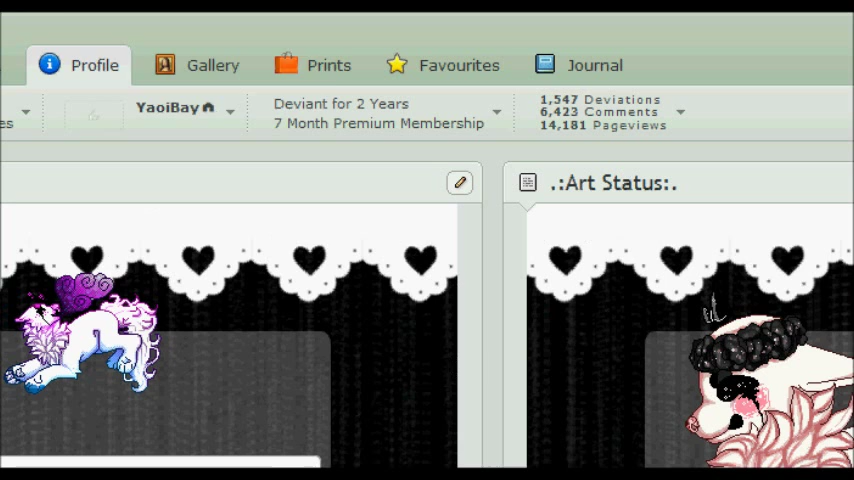 Profile
Gallery
Prints
Favourites
Journal
es
YaoiBay
Deviant for 2 Years
7 Month Premium Membership
1,547 Deviations
6,423 Comments
14,181 Pageviews
.:Art Status:.